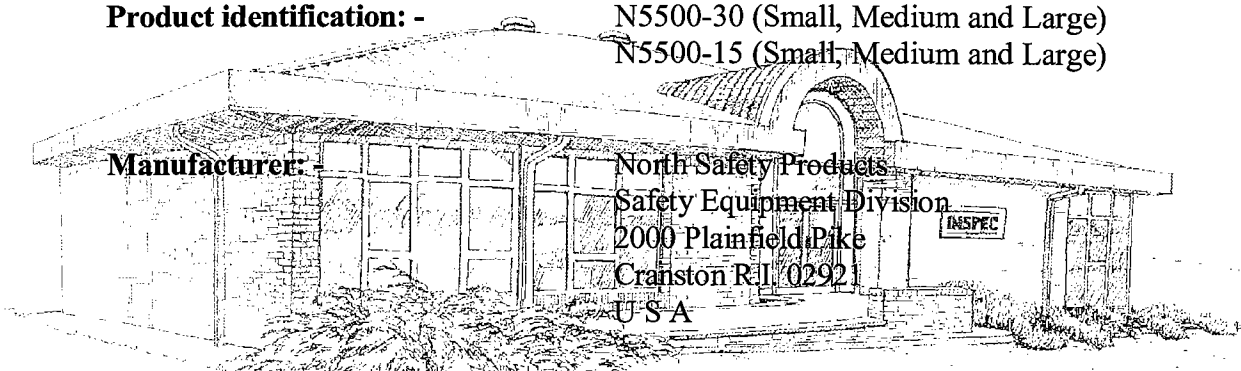 Product identification: - N5500-30 (Small, Medium and Large)
N5500-15 (Small, Medium and Large)
Manufacturer: - North Safety Products
Safety Equipment Division
INSPEC
2000 Plainfield Pike
Cranston R.I. 02921
U S A